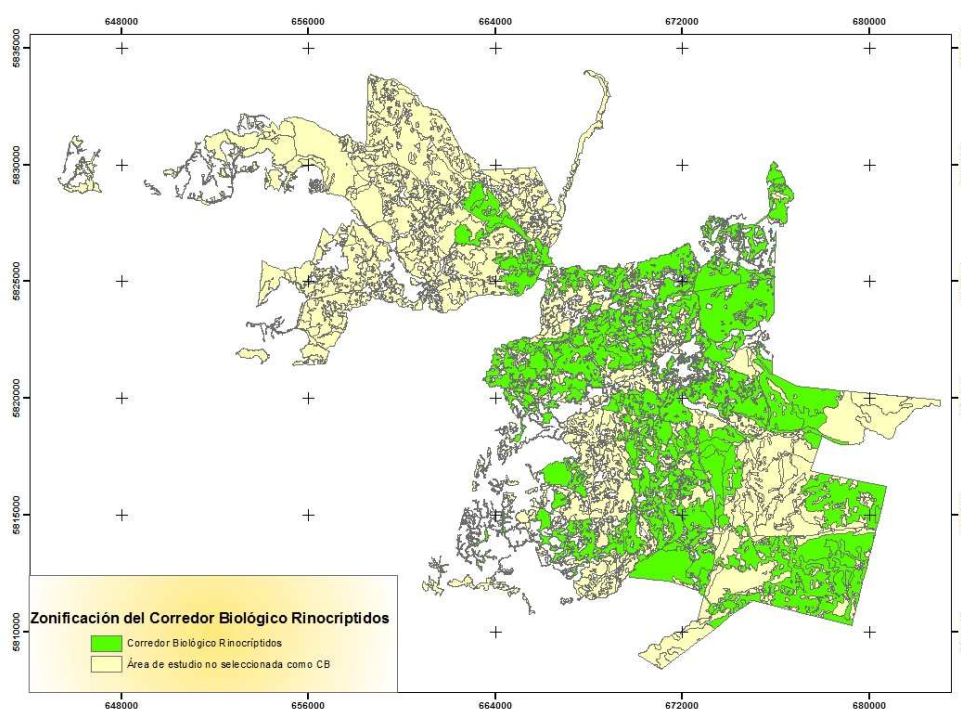 648000 656000 664000 672000 680000
5835000
5830000
5825000
5820000
5815000
5810000
Zonificación del Corredor Biológico Rinocríptidos
Corredor Biológico Rinocríptidos
Área de estudio no seleccionada como CB
648000 656000 664000 672000 680000